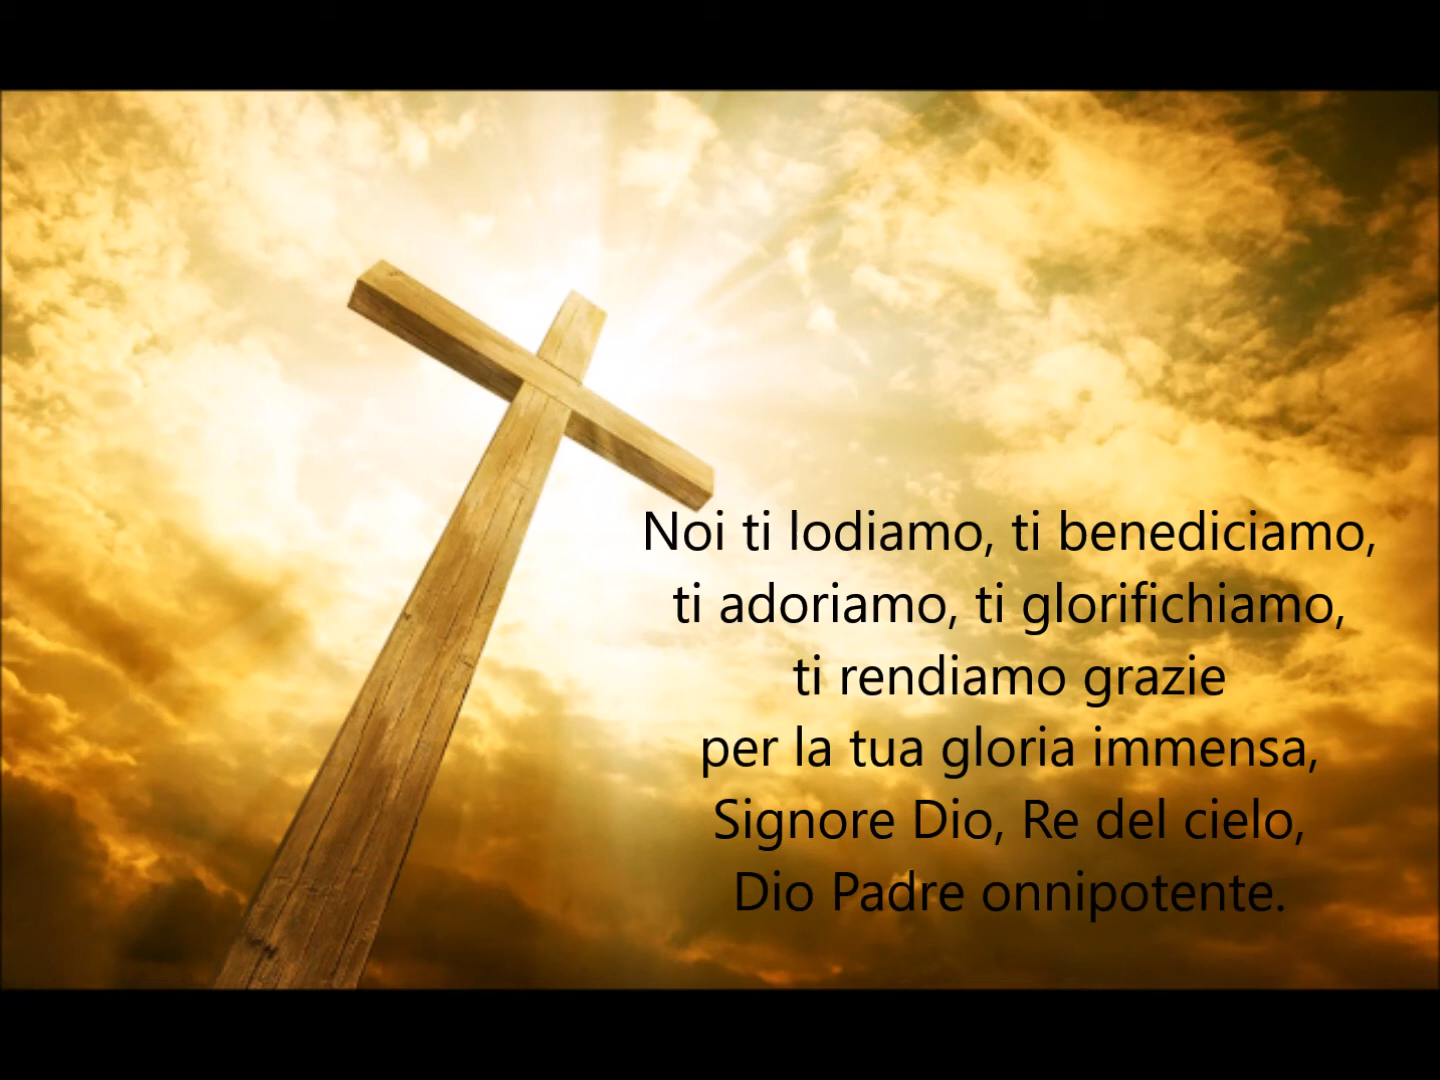 Noi ti lodiamo, ti benediciamo,
ti adoriamo, ti glorifichiamo,
ti rendiamo grazie
per la tua gloria immensa,
Signore Dio, Re del cielo,
Dio Padre onnipotente.